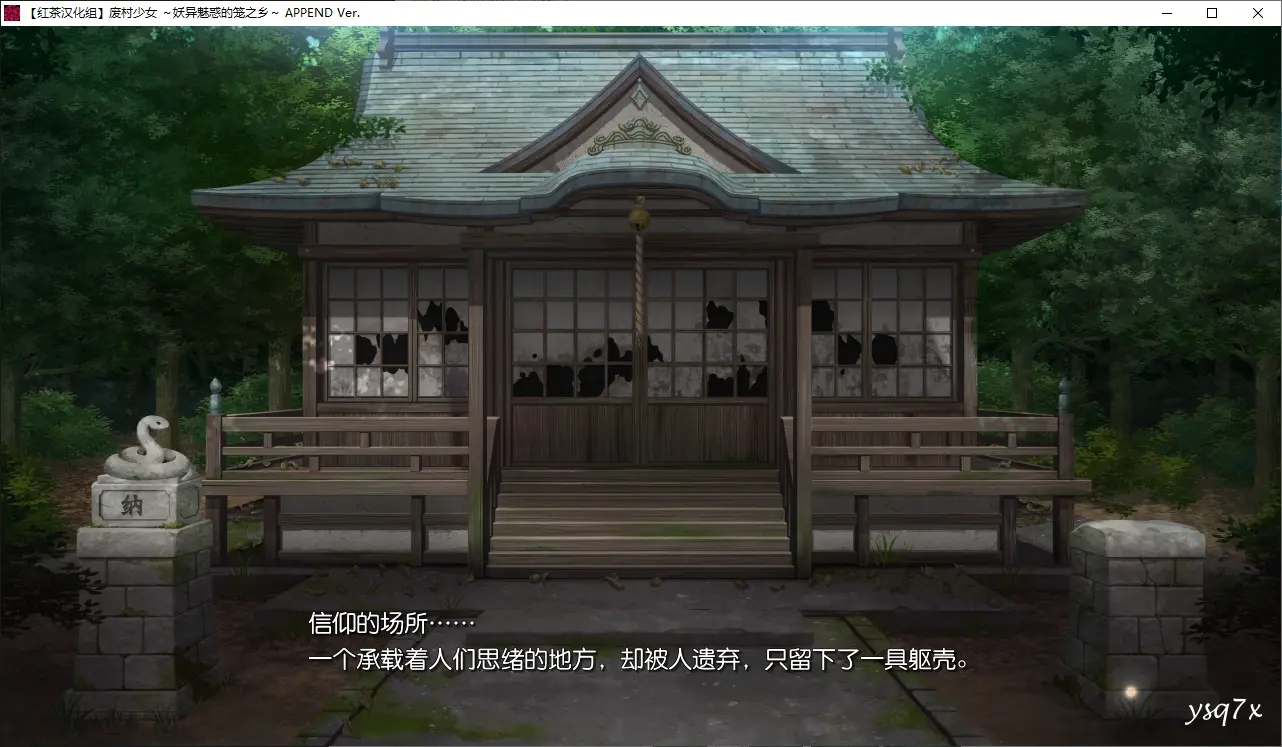 【红茶汉化组】废村少女 ~妖异魅惑的笼之乡~ APPEND Ver.
纳
信仰的场所……
一个承载着人们思绪的地方，却被人遗弃，只留下了一具躯壳。
ysq7x